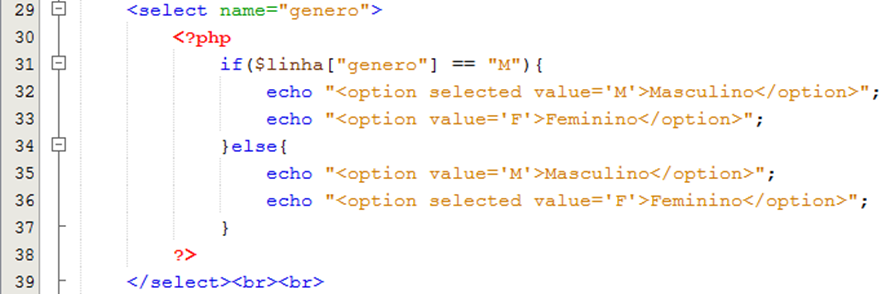 29 <select name="genero">
30 <?php
31 if($linha["genero"] == "M"){
32 echo "<option selected value='M'>Masculino</option>";
33 echo "<option value='F'>Feminino</option>";
34 }else{
35 echo "<option value='M'>Masculino</option>";
36 echo "<option selected value='F'>Feminino</option>";
37 }
38 ?>
39 </select><br><br>